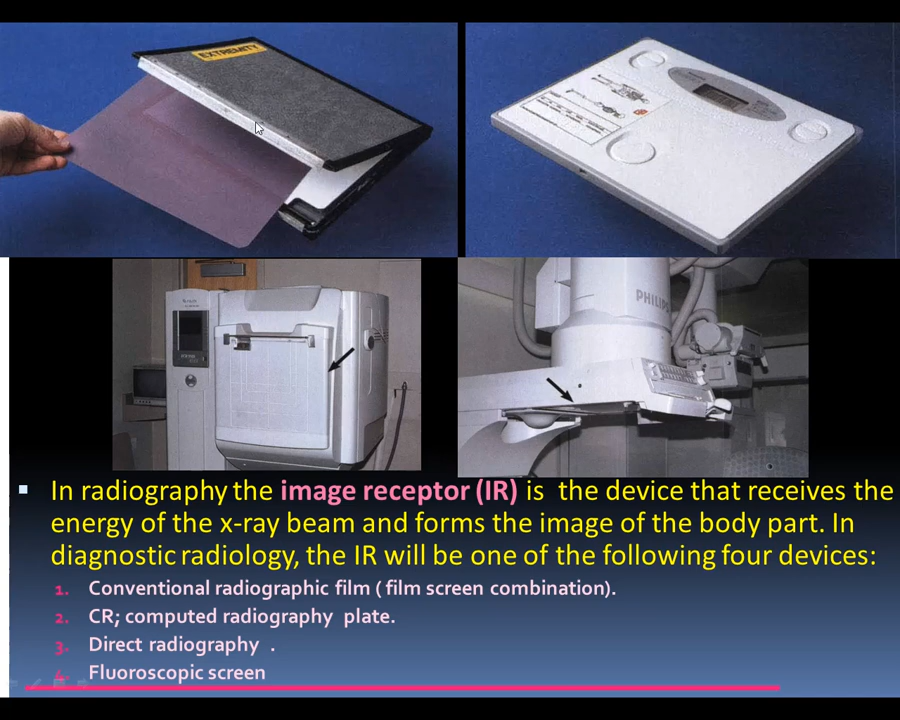 EXTREMITY
PHILIPS
In radiography the image receptor (IR) is the device that receives the
energy of the x-ray beam and forms the image of the body part. In
diagnostic radiology, the IR will be one of the following four devices:
1. Conventional radiographic film ( film screen combination).
2. CR; computed radiography plate.
3. Direct radiography .
4. Fluoroscopic screen